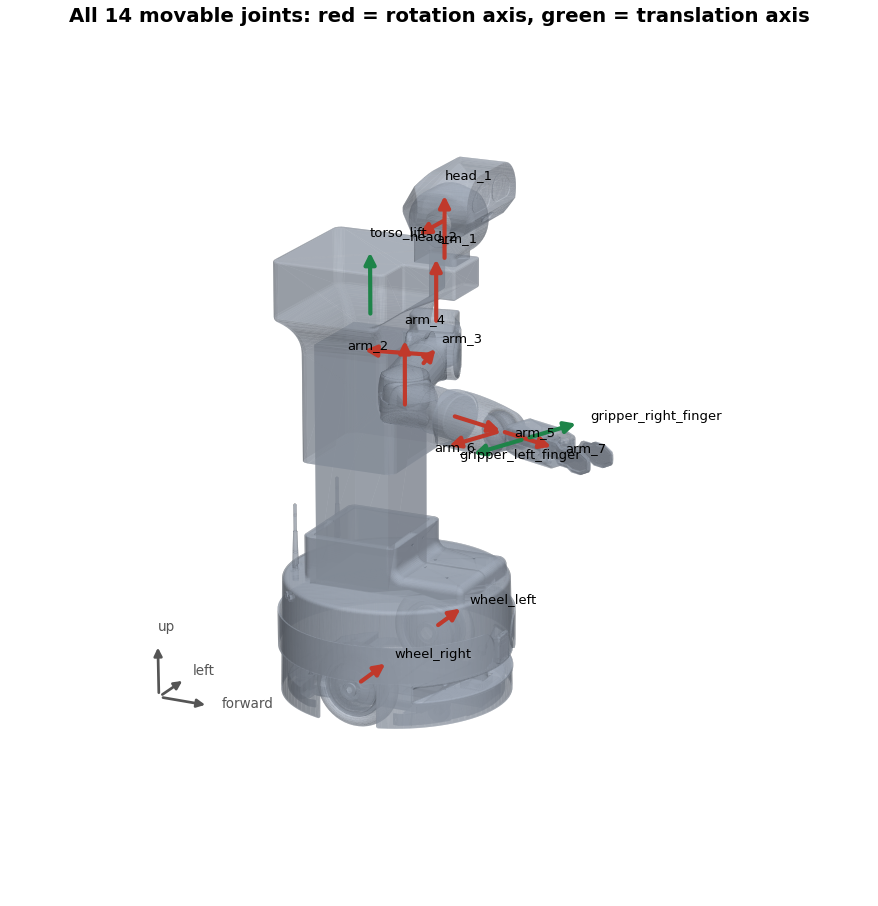 All 14 movable joints: red = rotation axis, green = translation axis
head_1
torso_lift
head_2
arm_1
arm_4
arm_3
arm_2
gripper_right_finger
arm_5
arm_6
arm_7
gripper_left_finger
wheel_left
up
wheel_right
left
forward